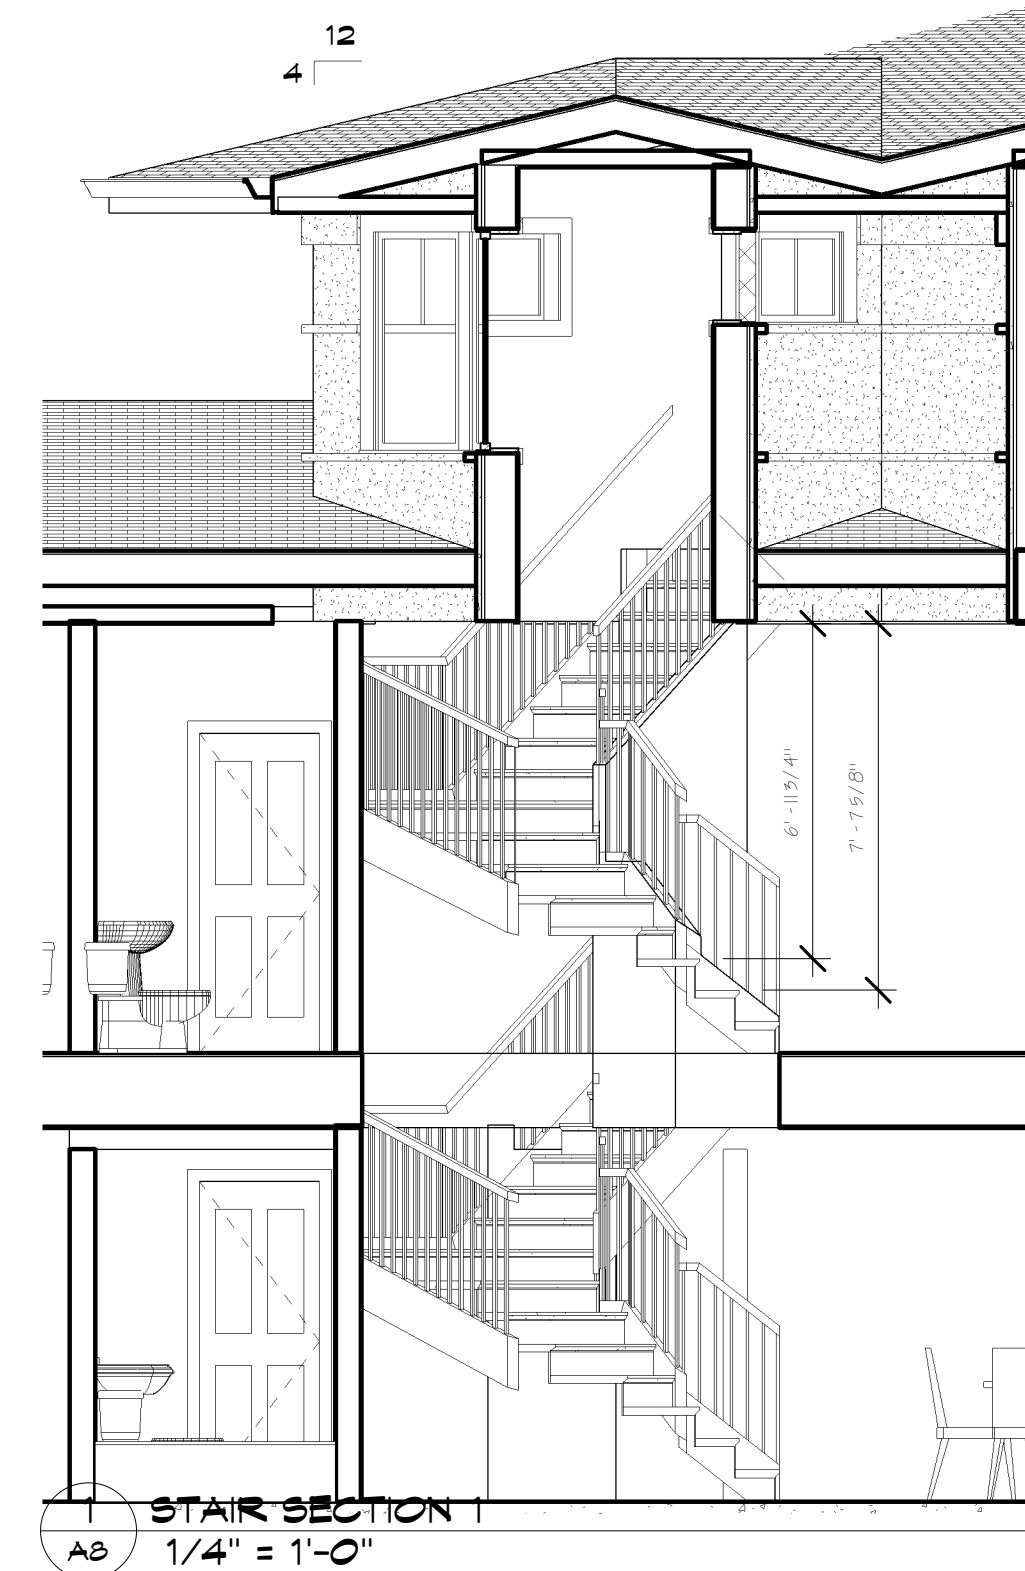 12
4
6'-11 3/4"
7'-7 5/8"
1
STAIR SECTION 1
A8
1/4" = 1'-0"